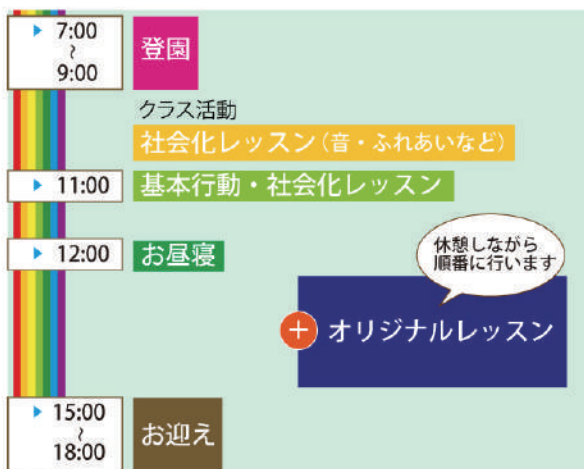 7:00
~
9:00
登園
クラス活動
社会化レッスン(音・ふれあいなど)
11:00
基本行動・社会化レッスン
12:00
お昼寝
休憩しながら
順番に行います
+ オリジナルレッスン
15:00
~
18:00
お迎え